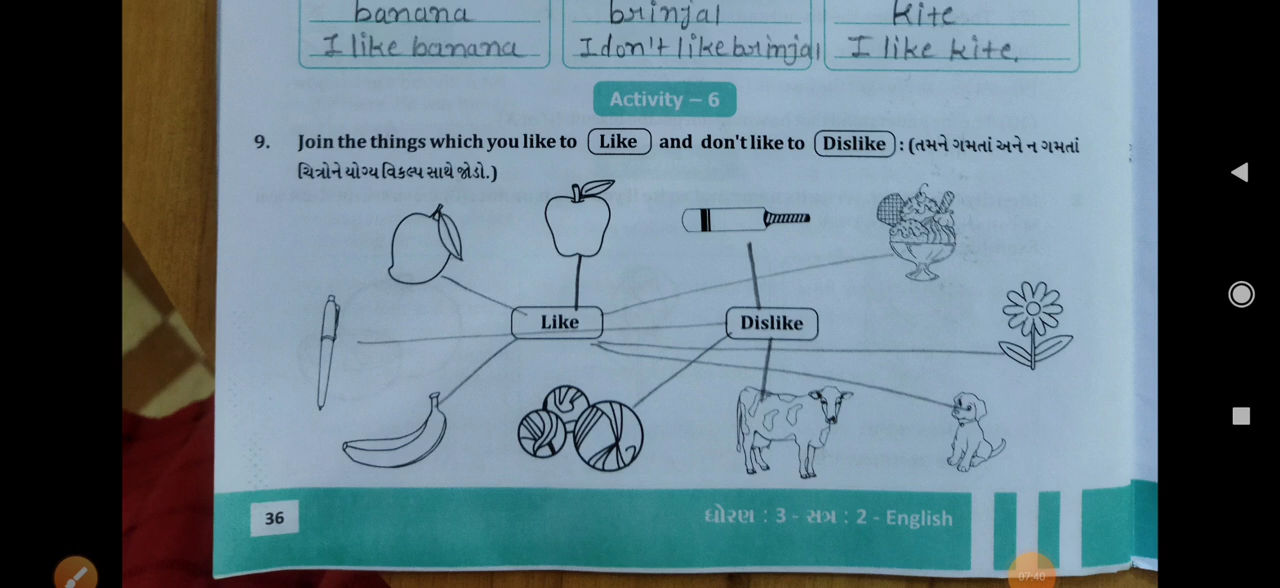 banana
brinjal
kite
I like banana
I don't like brinjal
I like kite.
Activity – 6
9. Join the things which you like to Like and don't like to Dislike : (તમને ગમતાં અને ન ગમતાં
ચિત્રોને યોગ્ય વિકલ્પ સાથે જોડો.)
Like
Dislike
36
ધોરણ : 3 - સત્ર : 2 - English
07:40